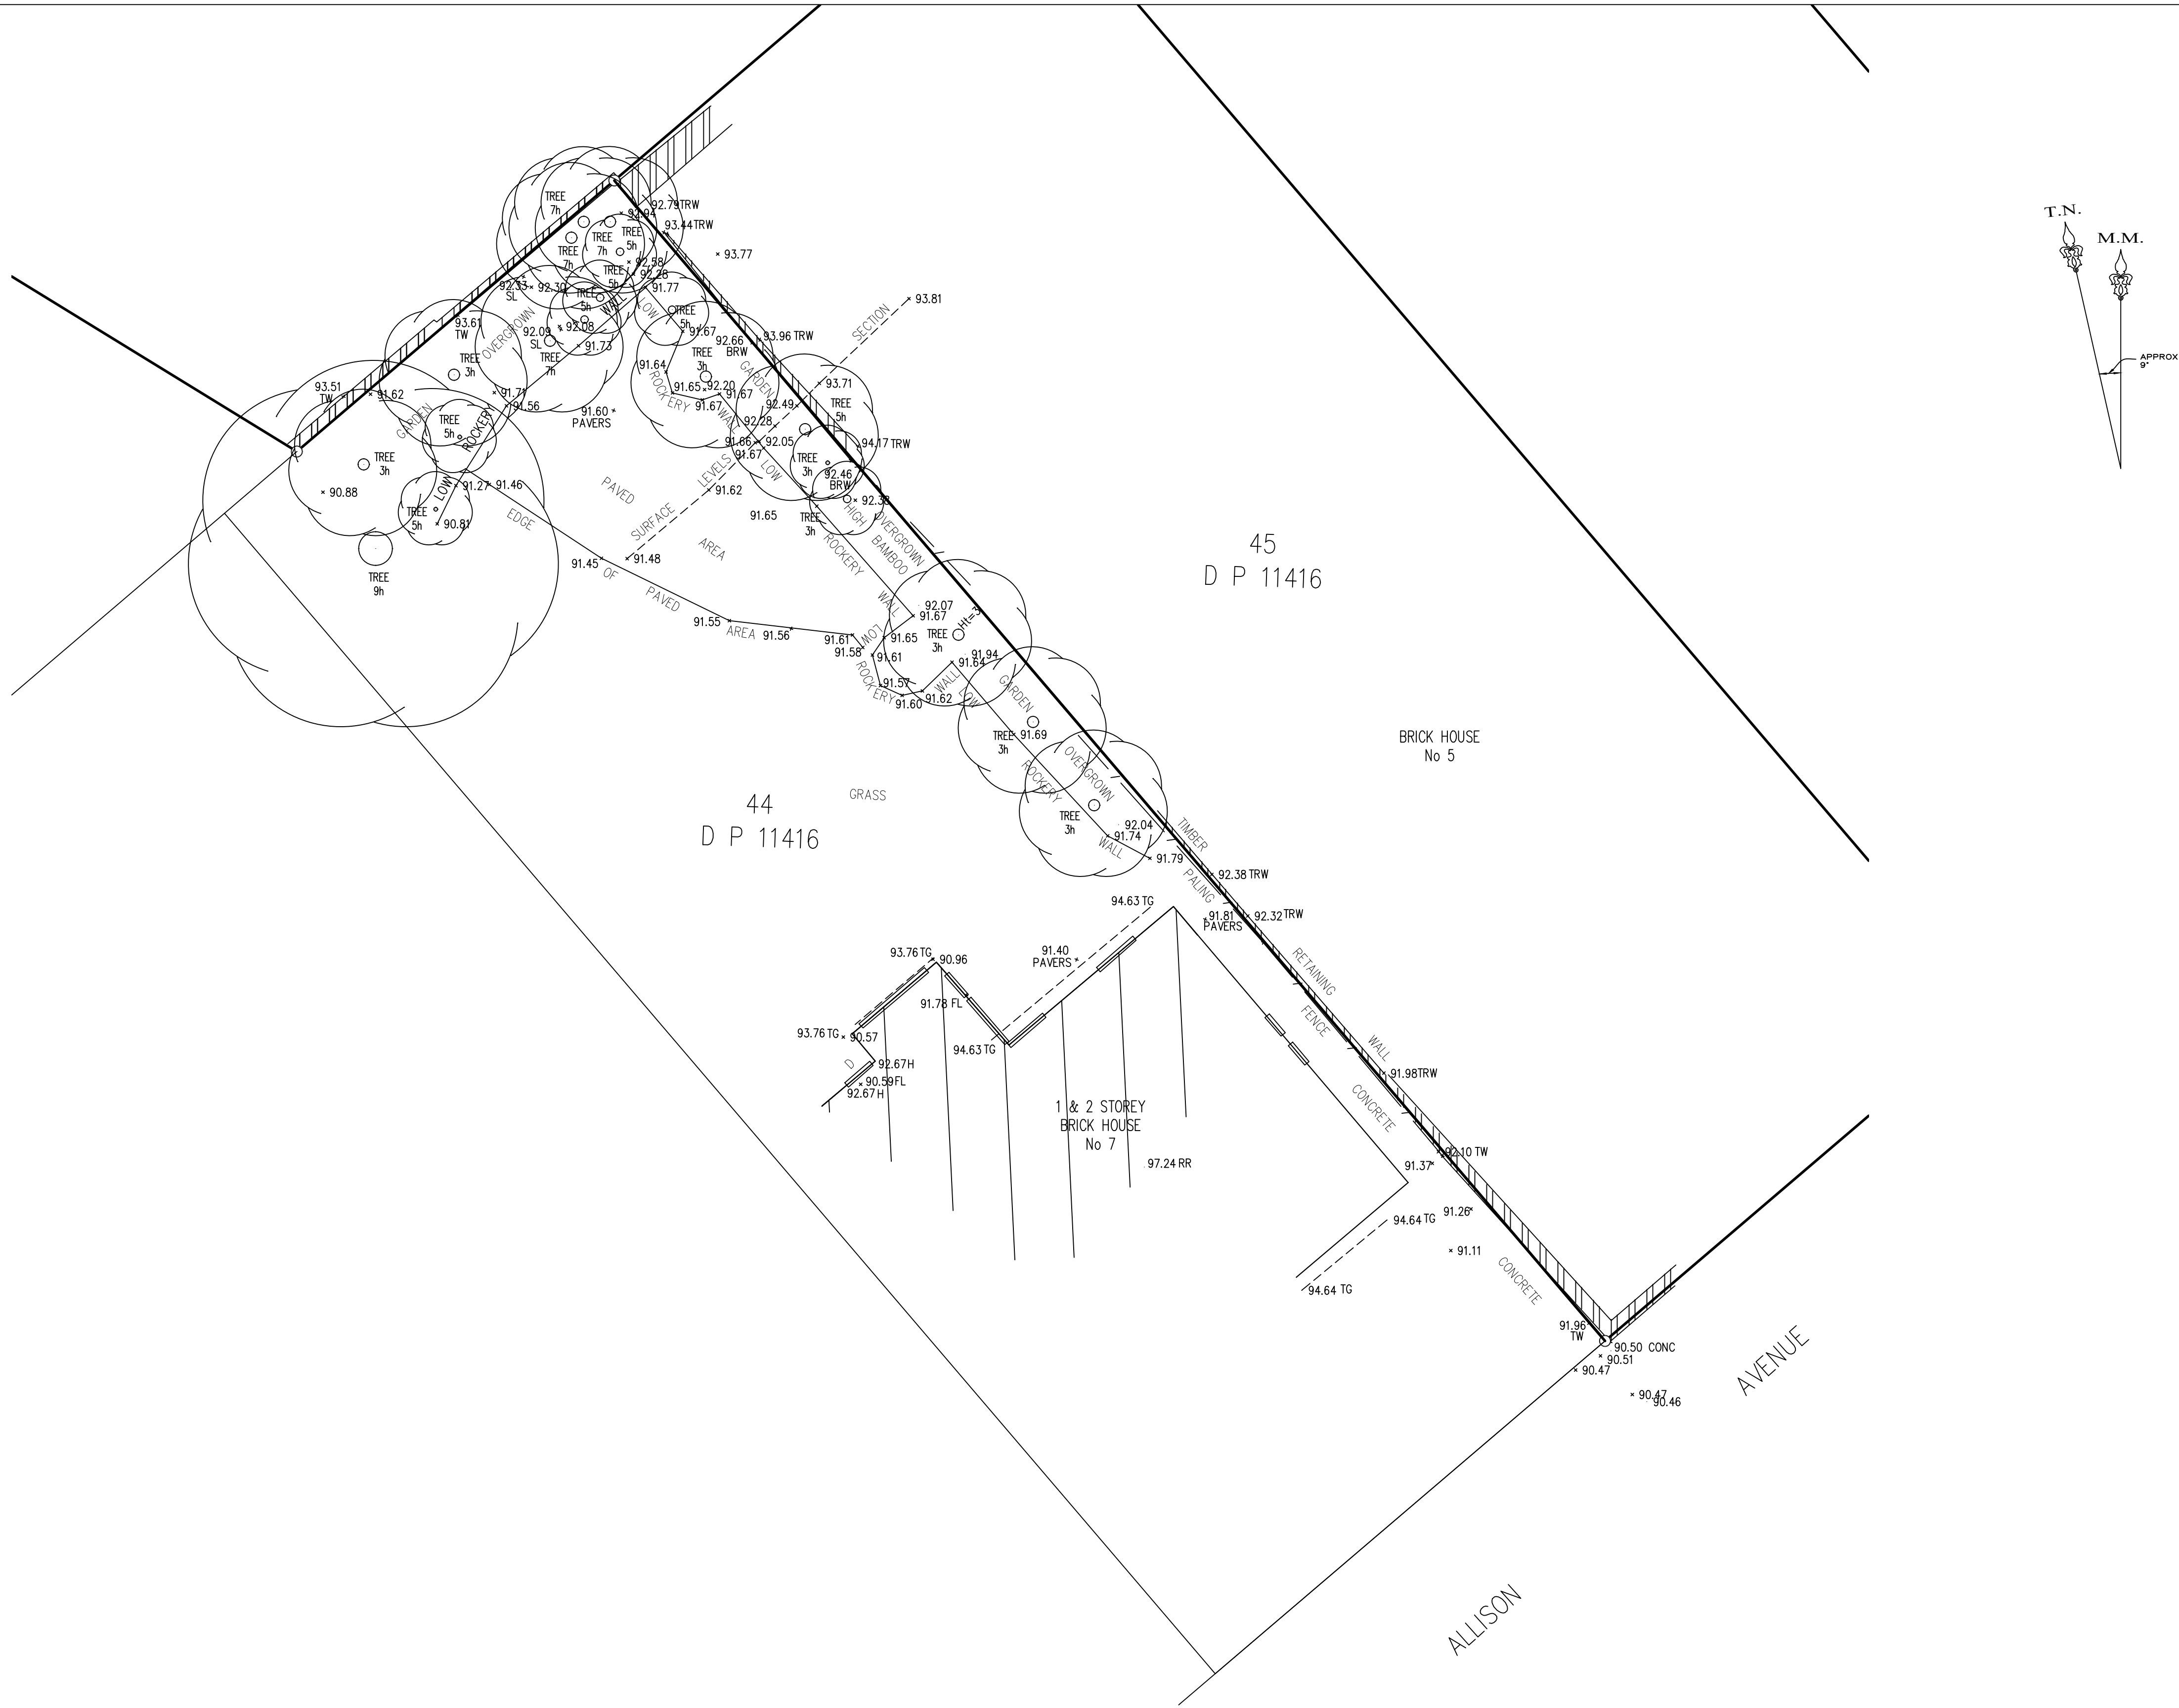 TREE
7h
92.79 TRW
92.94
93.44 TRW
TREE
7h
TREE
7h
TREE
5h
93.77
92.58
92.28
TREE
5h
92.33
SL
92.30
91.77
TREE
5h
WALL
LOW
TREE
5h
93.81
SECTION
T.N.
M.M.
APPROX
9°
93.61
TW
OVERGROWN
92.09
SL
92.08
91.73
TREE
7h
91.67
92.66
BRW
93.96 TRW
TREE
3h
91.64
TREE
3h
GARDEN
93.51
TW
91.62
91.71
91.56
91.65
92.20
91.67
91.67
ROCKERY
93.71
92.49
TREE
5h
91.60
PAVERS
WALL
92.28
GARDEN
TREE
5h
ROCKERY
91.66
92.05
91.67
94.17 TRW
TREE
3h
LOW
TREE
3h
92.46
BRW
LEVELS
90.88
LOW
91.27
91.46
PAVED
91.62
92.38
TREE
5h
90.81
EDGE
SURFACE
91.65
TREE
3h
HIGH
OVERGROWN
BAMBOO
AREA
ROCKERY
TREE
9h
91.45
91.48
OF
PAVED
45
D P 11416
WALL
92.07
91.67
91.55
AREA
91.56
91.61
LOW
91.65
91.58
TREE
3h
Ht=3
91.61
91.94
91.64
ROCKERY
91.57
91.60
91.62
WALL
LOW
GARDEN
TREE
3h
91.69
BRICK HOUSE
No 5
ROCKERY
OVERGROWN
44
D P 11416
GRASS
TREE
3h
92.04
91.74
WALL
91.79
TIMBER
PALING
92.38 TRW
94.63 TG
91.81
PAVERS
92.32 TRW
93.76 TG
90.96
91.40
PAVERS
RETAINING
91.78 FL
FENCE
93.76 TG
90.57
94.63 TG
WALL
D
92.67 H
90.59 FL
92.67 H
91.98 TRW
CONCRETE
1 & 2 STOREY
BRICK HOUSE
No 7
97.24 RR
92.10 TW
91.37
91.26
94.64 TG
91.11
CONCRETE
94.64 TG
91.96
TW
90.50 CONC
90.51
90.47
90.47
90.46
AVENUE
ALLISON